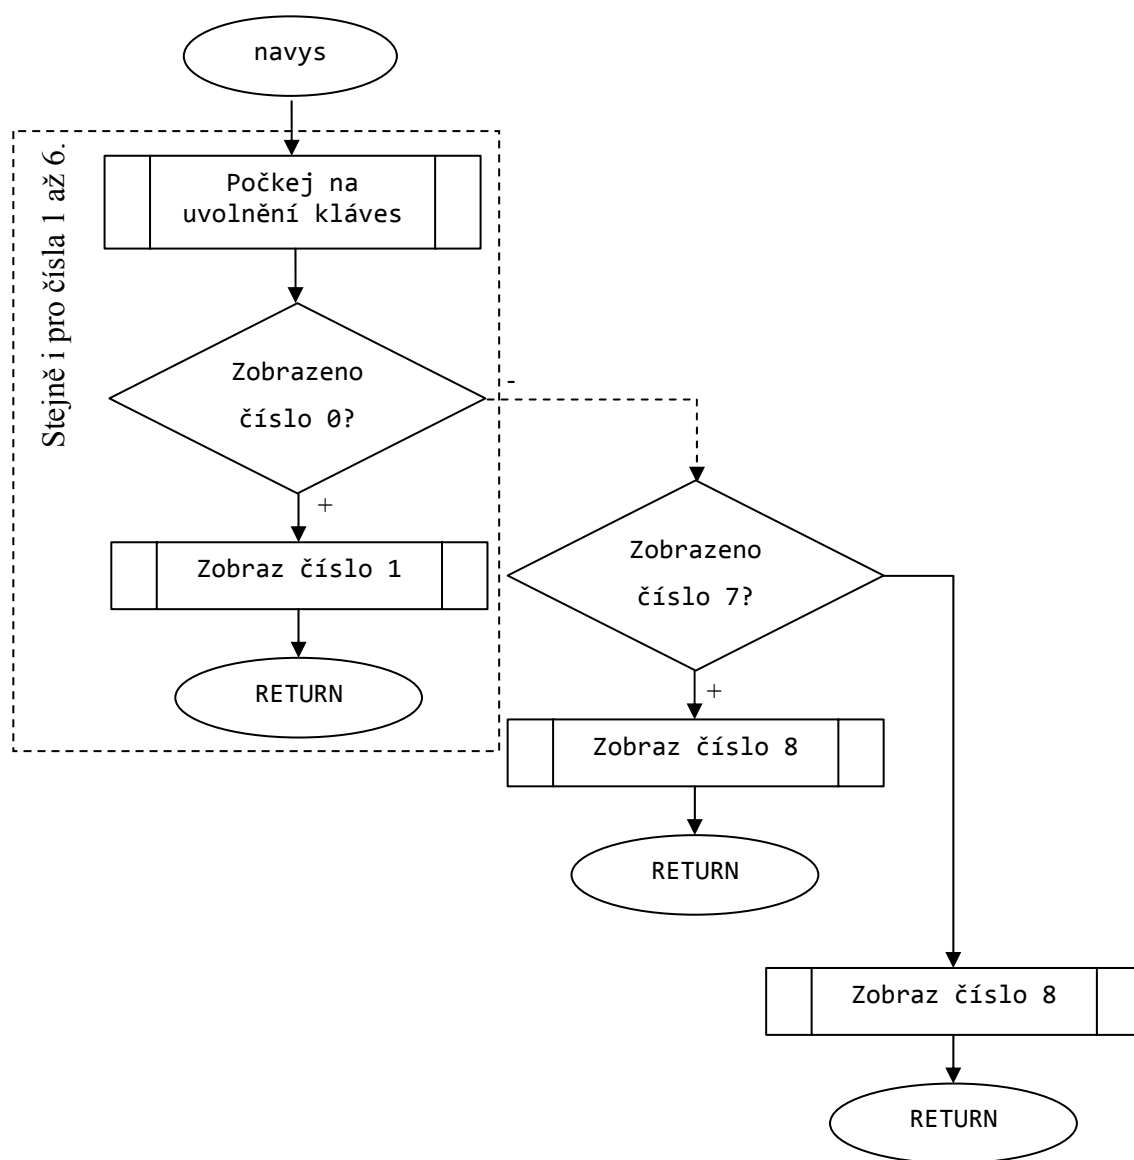 navys
Stejně i pro čísla 1 až 6.
Počkej na
uvolnění kláves
Zobrazeno
číslo 0?
-
+
Zobraz číslo 1
RETURN
Zobrazeno
číslo 7?
+
Zobraz číslo 8
RETURN
Zobraz číslo 8
RETURN